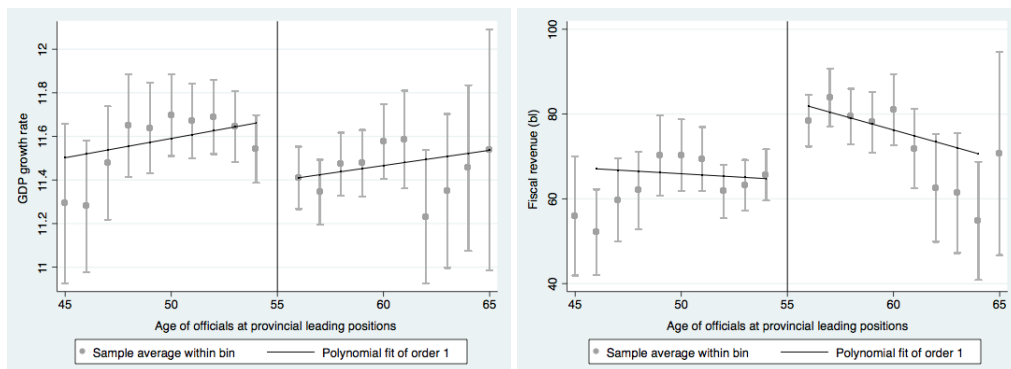 GDP growth rate
12
11.8
11.6
11.4
11.2
11
45 50 55 60 65
Age of officials at provincial leading positions
Sample average within bin Polynomial fit of order 1
Fiscal revenue (bi)
100
80
60
40
45 50 55 60 65
Age of officials at provincial leading positions
Sample average within bin Polynomial fit of order 1